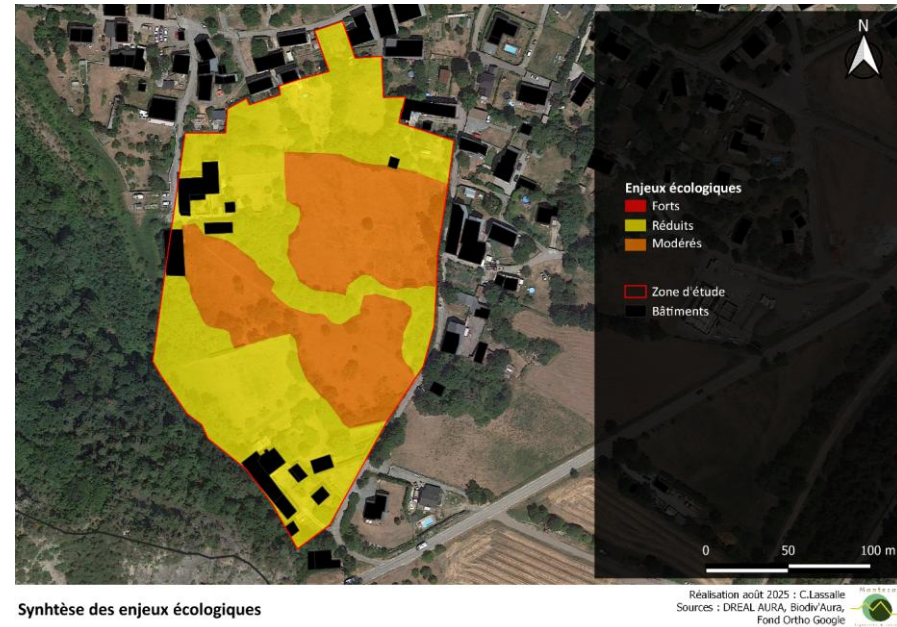 N
Enjeux écologiques
Forts
Réduits
Modérés
Zone d'étude
Bâtiments
0 50 100 m
Synhtèse des enjeux écologiques
Réalisation août 2025 : C.Lassalle
Sources : DREAL AURA, Biodiv'Aura,
Fond Ortho Google